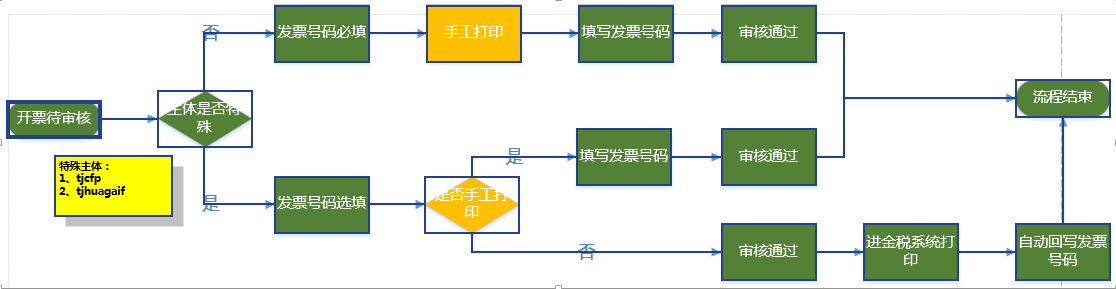 否
发票号码必填
手工打印
填写发票号码
审核通过
开票待审核
主体是否特
殊
流程结束
特殊主体：
1、tjcfp
2、tjhuagaif
是
发票号码选填
是否手工打
印
是
填写发票号码
审核通过
否
审核通过
进金税系统打
印
自动回写发票
号码